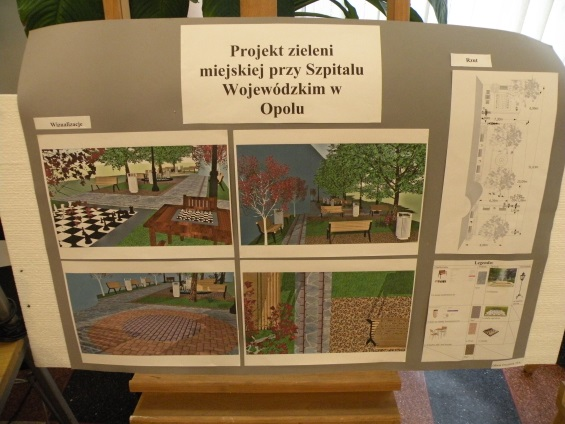 Projekt zieleni
miejskiej przy Szpitalu
Wojewódzkim w
Opolu
Wizualizacje
Rzut
Legenda